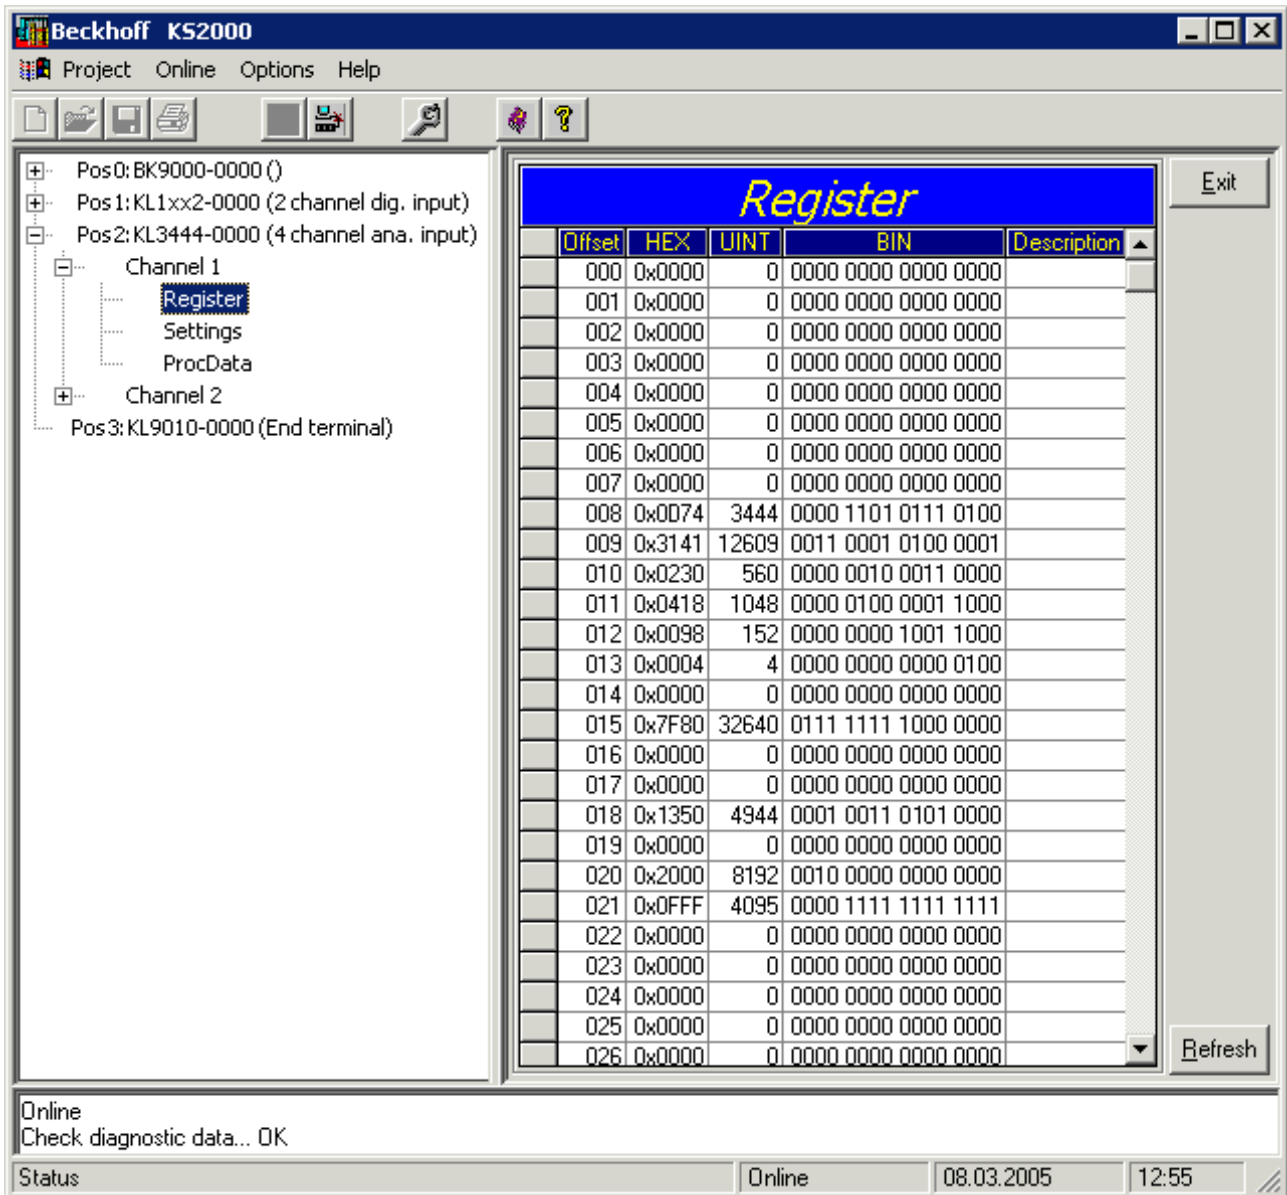 Beckhoff KS2000
Project Online Options Help
Pos0: BK9000-0000 ()
Pos1: KL1xx2-0000 (2 channel dig. input)
Pos2: KL3444-0000 (4 channel ana. input)
Channel 1
Register
Settings
ProcData
Channel 2
Pos3: KL9010-0000 (End terminal)
Register
Offset HEX UINT BIN Description
000 0x0000 0 0000 0000 0000 0000
001 0x0000 0 0000 0000 0000 0000
002 0x0000 0 0000 0000 0000 0000
003 0x0000 0 0000 0000 0000 0000
004 0x0000 0 0000 0000 0000 0000
005 0x0000 0 0000 0000 0000 0000
006 0x0000 0 0000 0000 0000 0000
007 0x0000 0 0000 0000 0000 0000
008 0x0D74 3444 0000 1101 0111 0100
009 0x3141 12609 0011 0001 0100 0001
010 0x0230 560 0000 0010 0011 0000
011 0x0418 1048 0000 0100 0001 1000
012 0x0098 152 0000 0000 1001 1000
013 0x0004 4 0000 0000 0000 0100
014 0x0000 0 0000 0000 0000 0000
015 0x7F80 32640 0111 1111 1000 0000
016 0x0000 0 0000 0000 0000 0000
017 0x0000 0 0000 0000 0000 0000
018 0x1350 4944 0001 0011 0101 0000
019 0x0000 0 0000 0000 0000 0000
020 0x2000 8192 0010 0000 0000 0000
021 0x0FFF 4095 0000 1111 1111 1111
022 0x0000 0 0000 0000 0000 0000
023 0x0000 0 0000 0000 0000 0000
024 0x0000 0 0000 0000 0000 0000
025 0x0000 0 0000 0000 0000 0000
026 0x0000 0 0000 0000 0000 0000
Exit
Refresh
Online
Check diagnostic data... OK
Status Online 08.03.2005 12:55